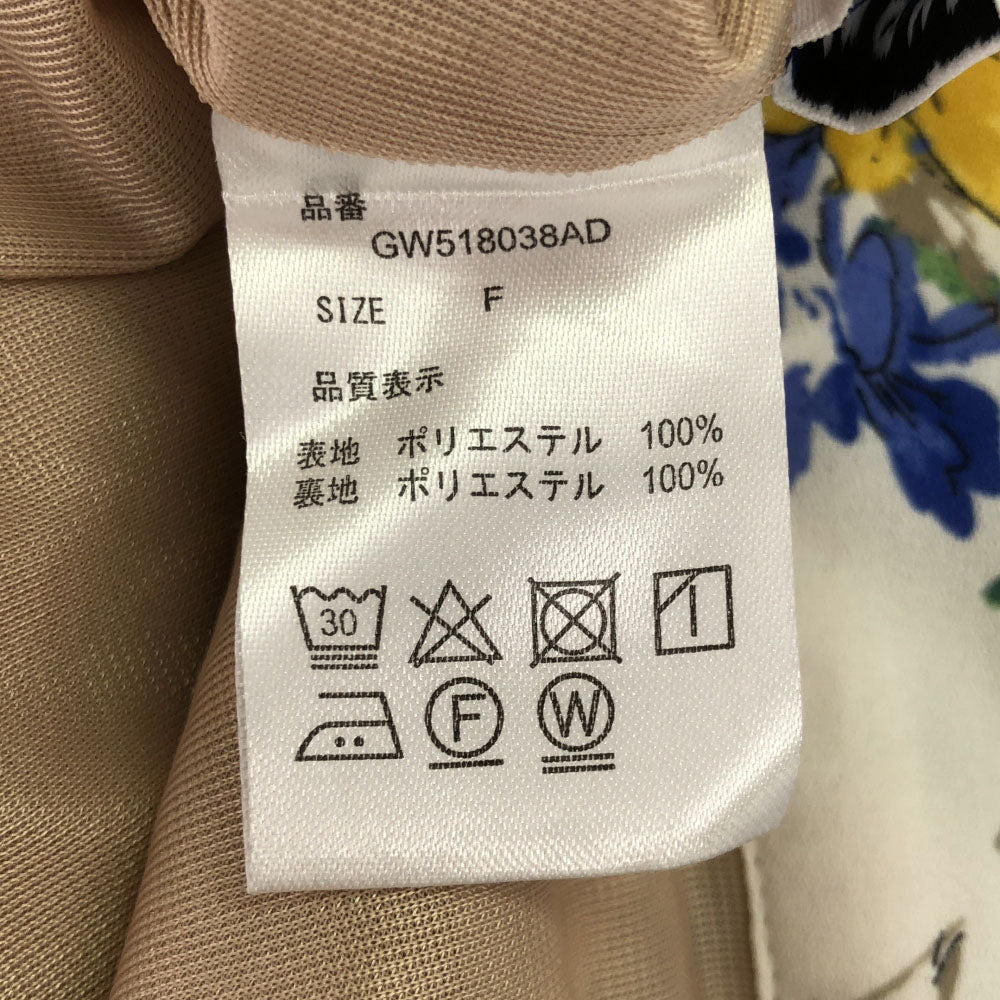 品番
GW518038AD
SIZE F
品質表示
表地 ポリエステル 100%
裏地 ポリエステル 100%
30
F W